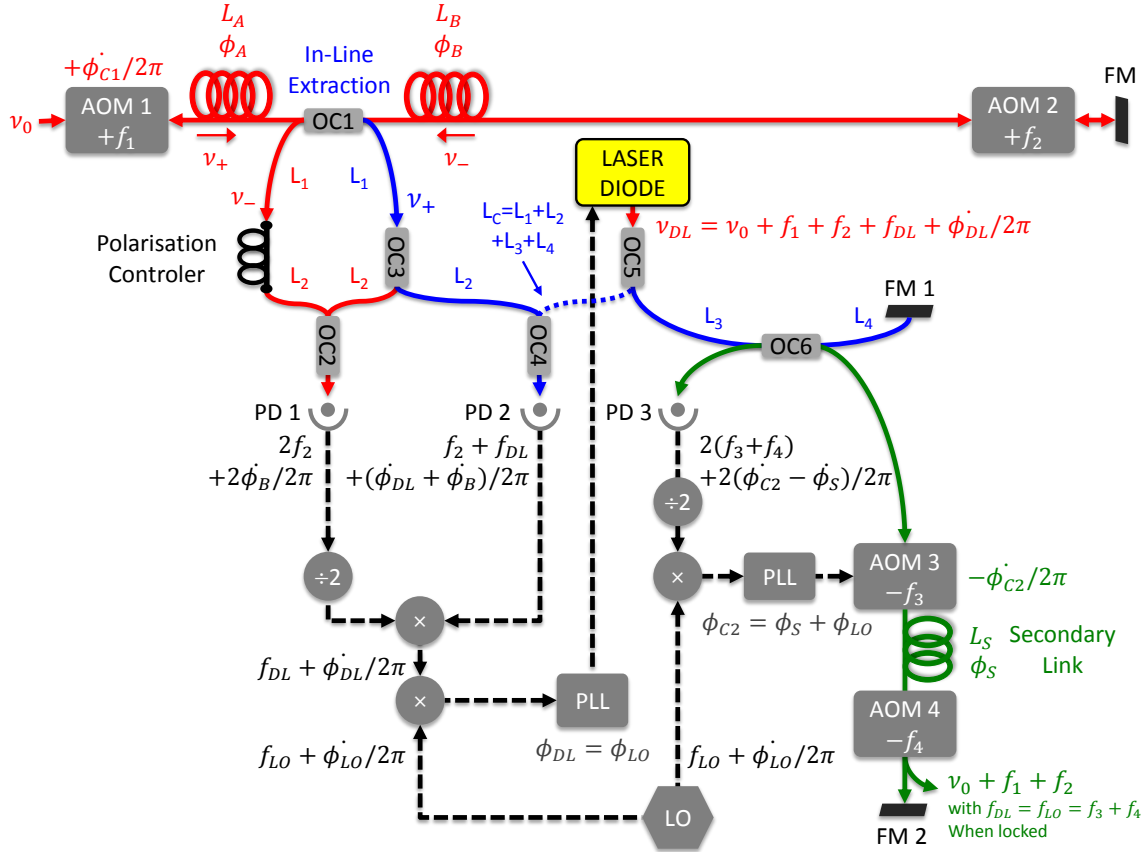 L_A
ϕ_A
L_B
ϕ_B
In-Line
Extraction
+ϕ̇_C1/2π
FM
ν_0
AOM 1
+f_1
OC1
AOM 2
+f_2
ν_+
ν_−
LASER
DIODE
L_1
L_1
ν_−
ν_+
L_C=L_1+L_2
+L_3+L_4
ν_DL = ν_0 + f_1 + f_2 + f_DL + ϕ̇_DL/2π
Polarisation
Controler
OC3
OC5
L_2
L_2
L_2
FM 1
L_3
L_4
OC2
OC4
OC6
PD 1
PD 2
PD 3
2f_2
+2ϕ̇_B/2π
f_2 + f_DL
+(ϕ̇_DL + ϕ̇_B)/2π
2(f_3+f_4)
+2(ϕ̇_C2 − ϕ̇_S)/2π
÷2
÷2
×
×
PLL
AOM 3
−f_3
−ϕ̇_C2/2π
ϕ_C2 = ϕ_S + ϕ_LO
L_S
ϕ_S
Secondary
Link
f_DL + ϕ̇_DL/2π
×
PLL
AOM 4
−f_4
f_LO + ϕ̇_LO/2π
ϕ_DL = ϕ_LO
f_LO + ϕ̇_LO/2π
LO
ν_0 + f_1 + f_2
with f_DL = f_LO = f_3 + f_4
When locked
FM 2